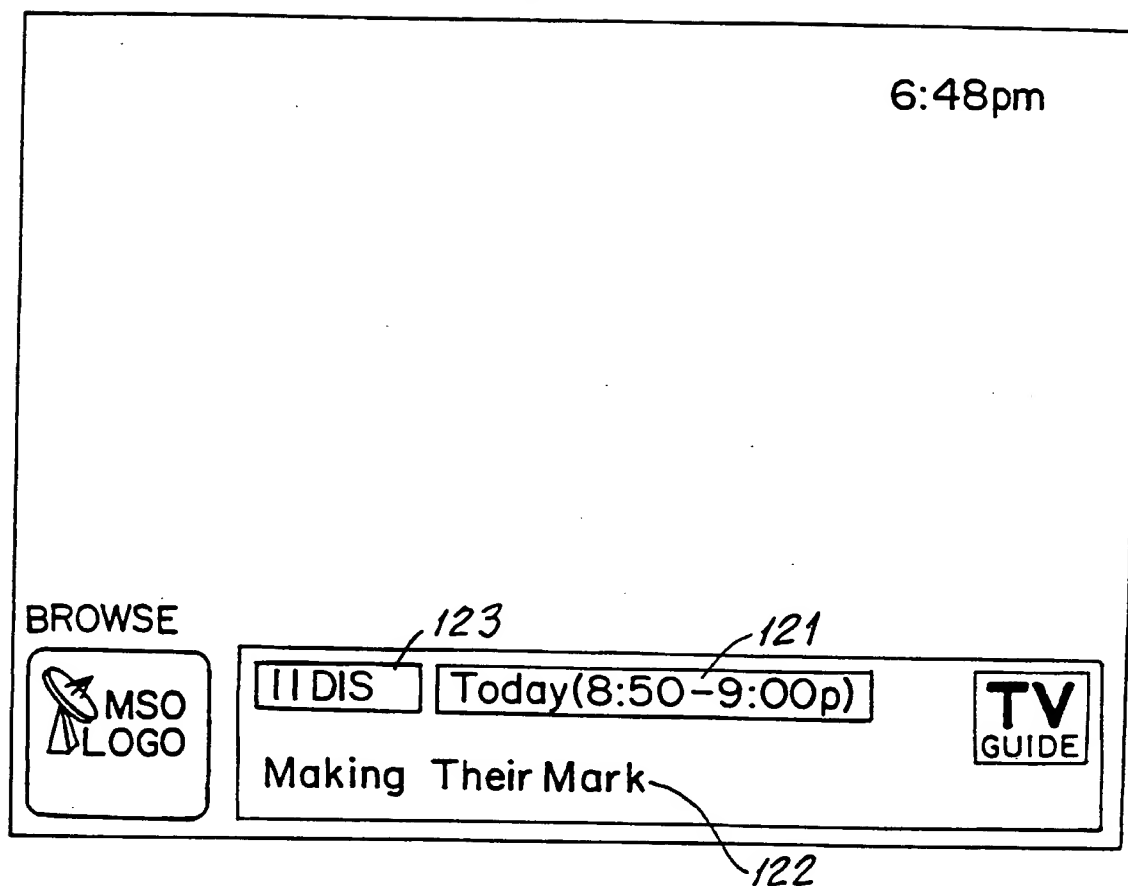 6:48pm
BROWSE
123
121
11 DIS
Today(8:50-9:00p)
TV
GUIDE
MSO
LOGO
Making Their Mark
122